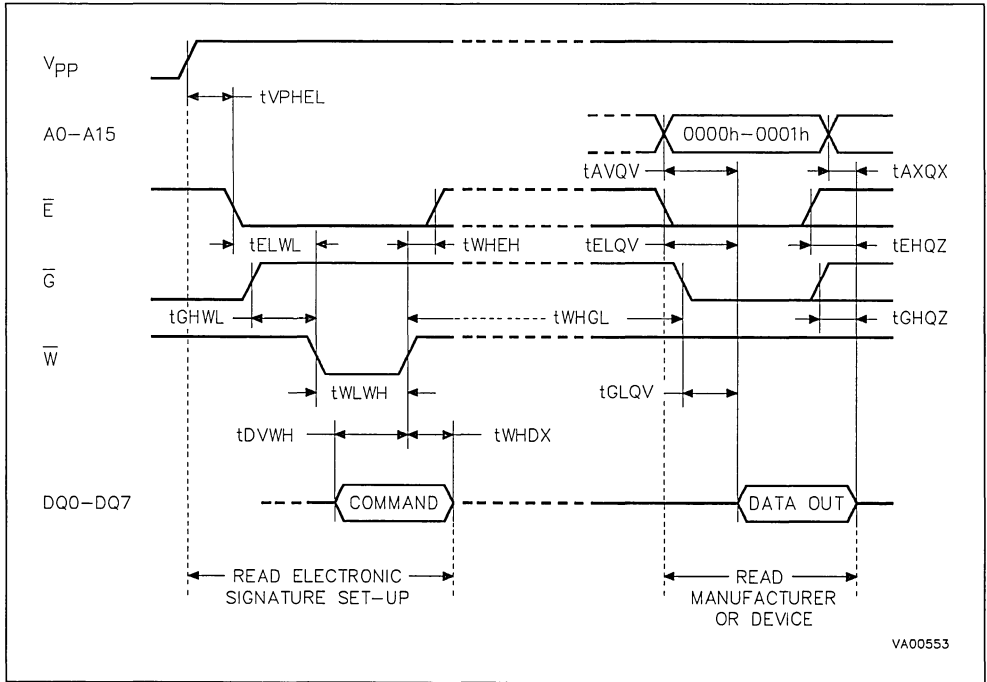 VPP
tVPHEL
A0-A15
0000h-0001h
tAVQV
tAXQX
E
tELWL
tWHEH
tELQV
tEHQZ
G
tGHWL
tWHGL
tGHQZ
W
tWLWH
tGLQV
tDVWH
tWHDX
DQ0-DQ7
COMMAND
DATA OUT
READ ELECTRONIC
SIGNATURE SET-UP
READ
MANUFACTURER
OR DEVICE
VA00553